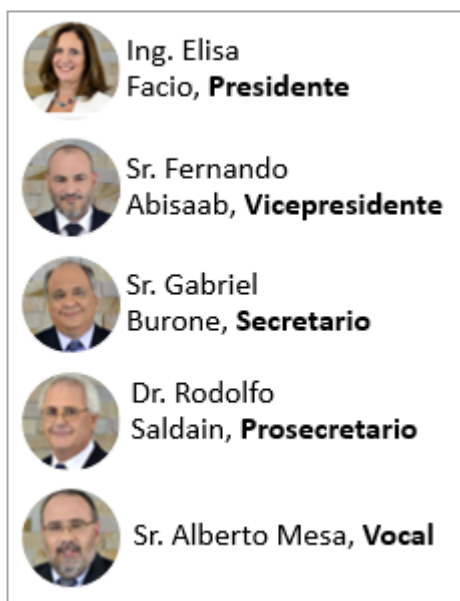 Ing. Elisa
Facio, Presidente
Sr. Fernando
Abisaab, Vicepresidente
Sr. Gabriel
Burone, Secretario
Dr. Rodolfo
Saldain, Prosecretario
Sr. Alberto Mesa, Vocal